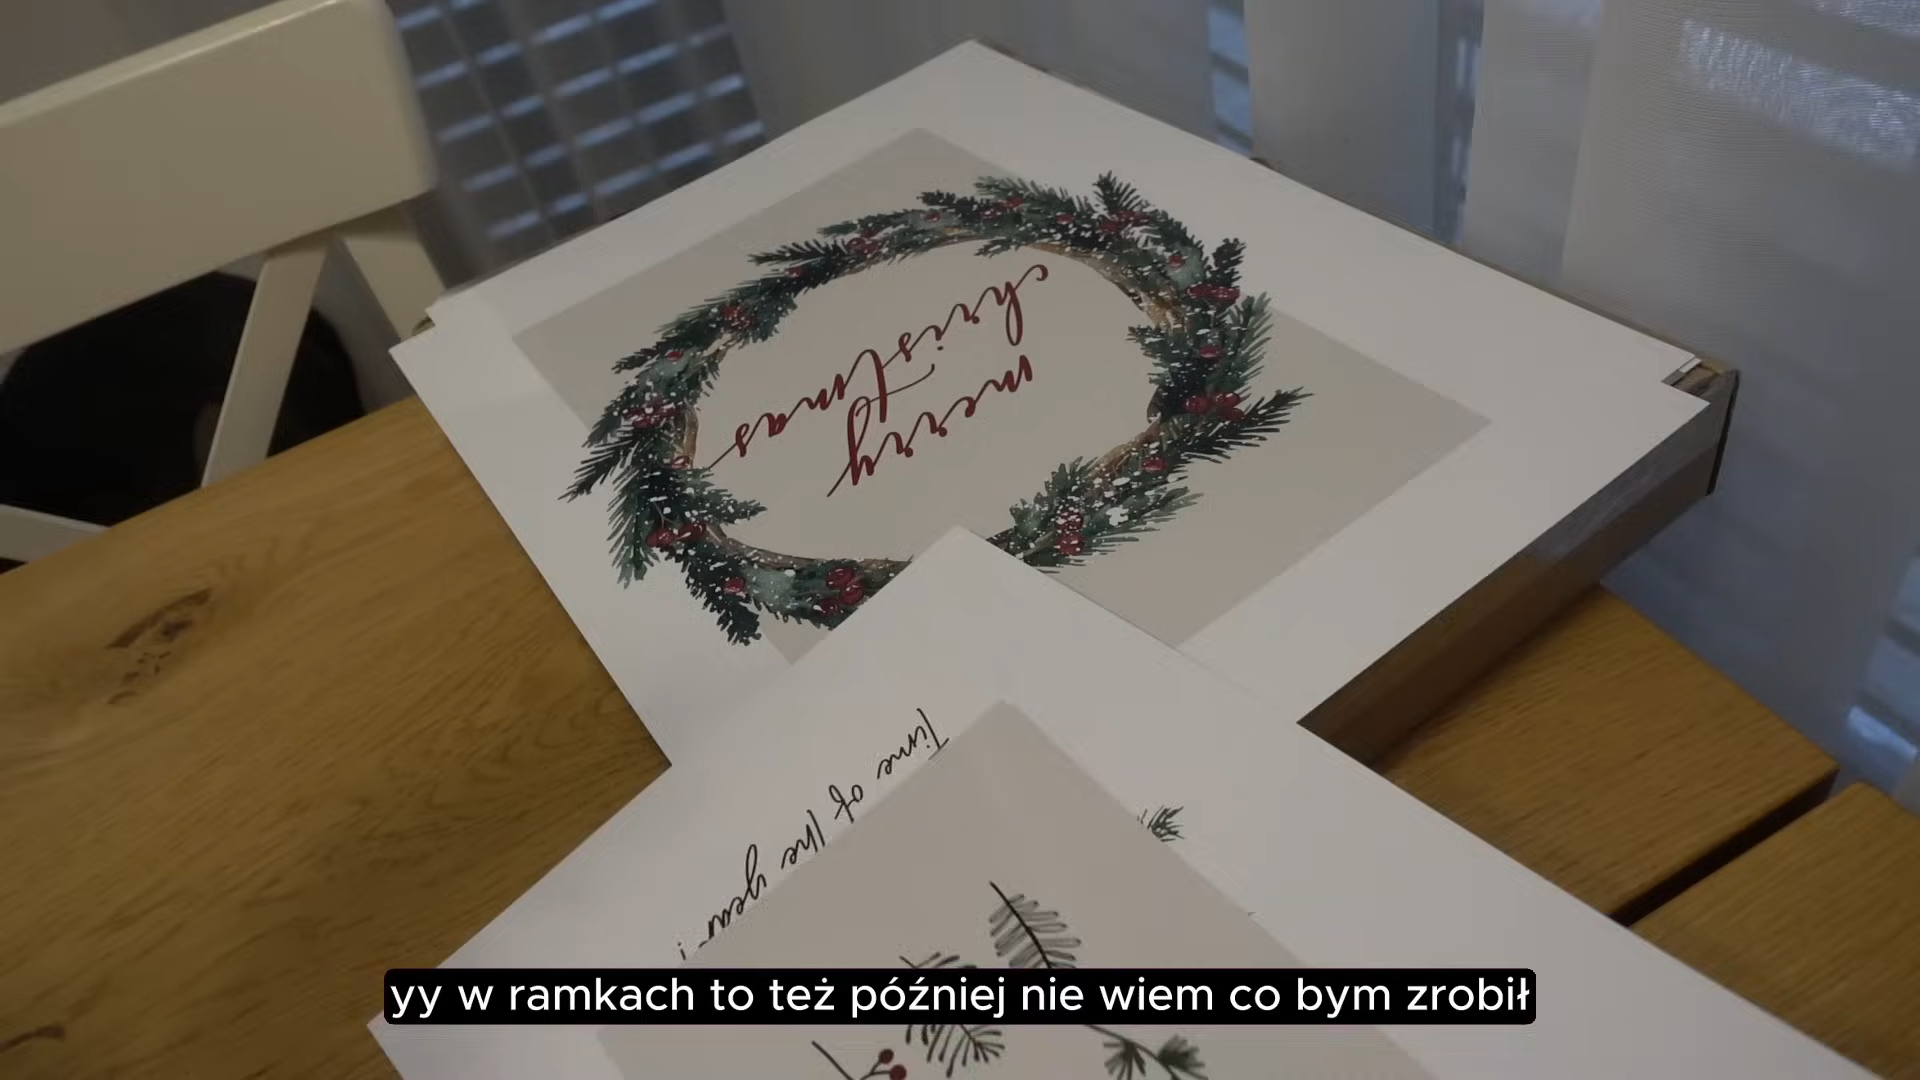 merry
christmas
Time of the year
yy w ramkach to też później nie wiem co bym zrobił